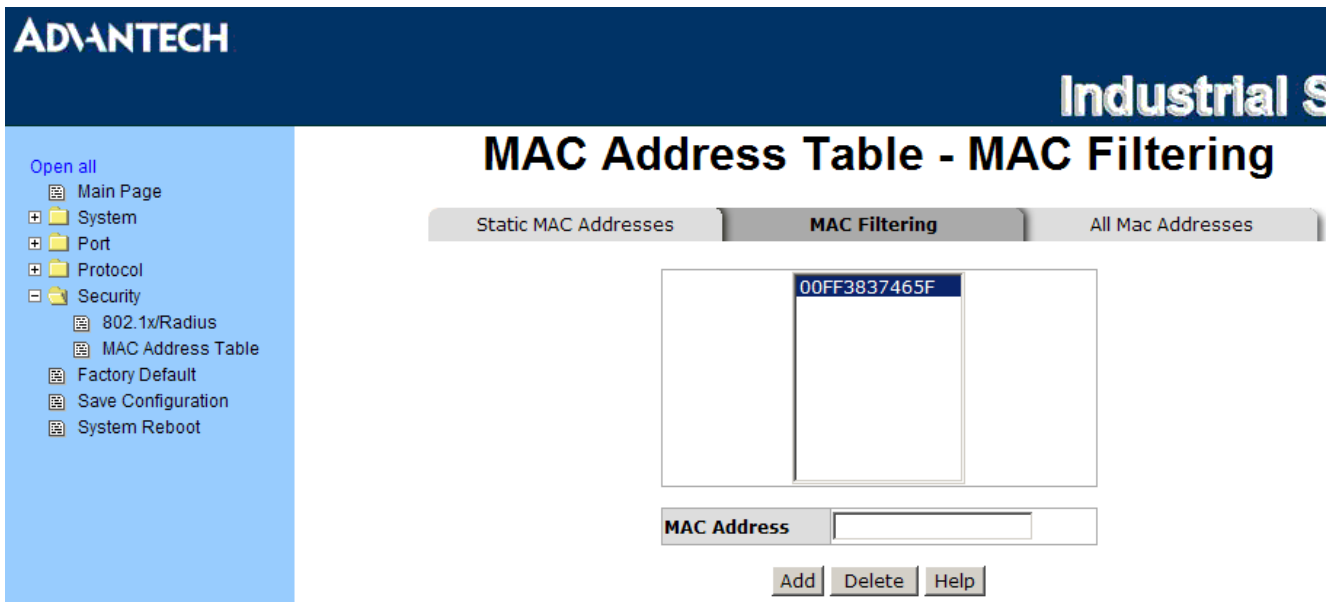 ADVANTECH
Industrial S
Open all
Main Page
System
Port
Protocol
Security
802.1x/Radius
MAC Address Table
Factory Default
Save Configuration
System Reboot
MAC Address Table - MAC Filtering
Static MAC Addresses MAC Filtering All Mac Addresses
00FF3837465F
MAC Address
Add Delete Help